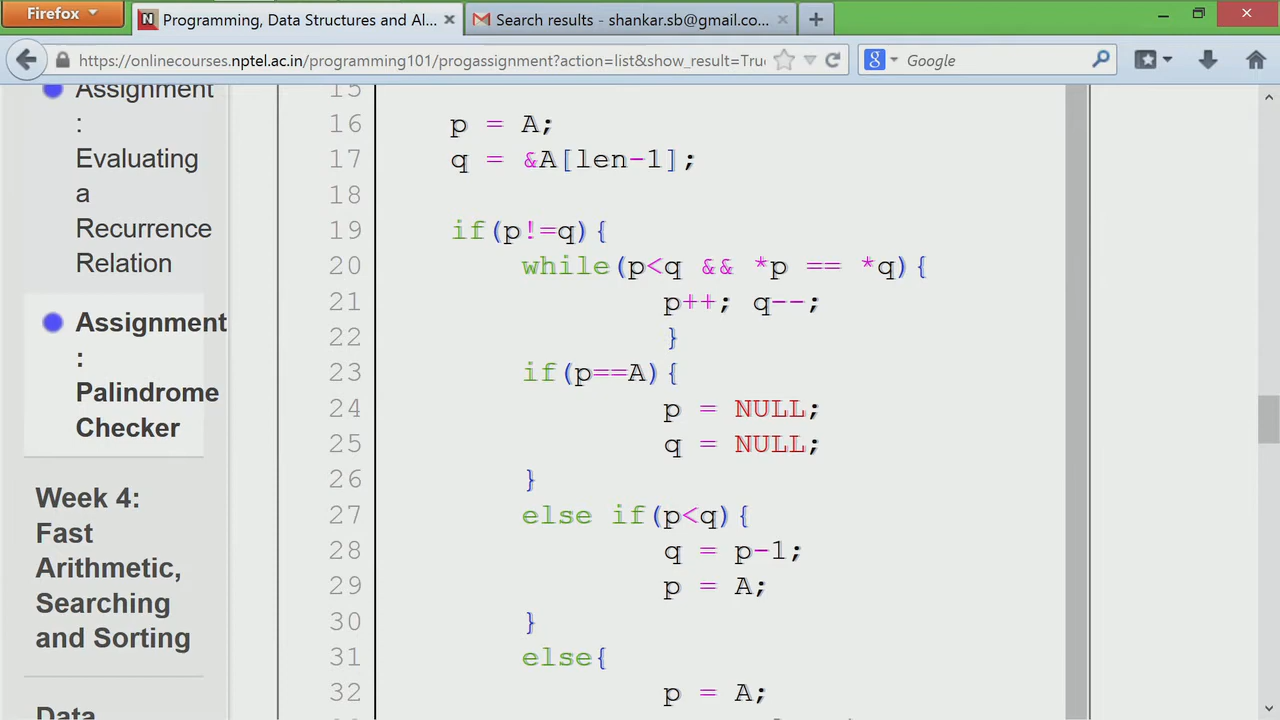 Firefox
Programming, Data Structures and Al...
Search results - shankar.sb@gmail.co...
https://onlinecourses.nptel.ac.in/programming101/progassignment?action=list&show_result=Tru
Google
Assignment
:
Evaluating
a
Recurrence
Relation
Assignment
:
Palindrome
Checker
Week 4:
Fast
Arithmetic,
Searching
and Sorting
Data
15
16 p = A;
17 q = &A[len-1];
18
19 if(p!=q){
20 while(p<q && *p == *q){
21 p++; q--;
22 }
23 if(p==A){
24 p = NULL;
25 q = NULL;
26 }
27 else if(p<q){
28 q = p-1;
29 p = A;
30 }
31 else{
32 p = A;